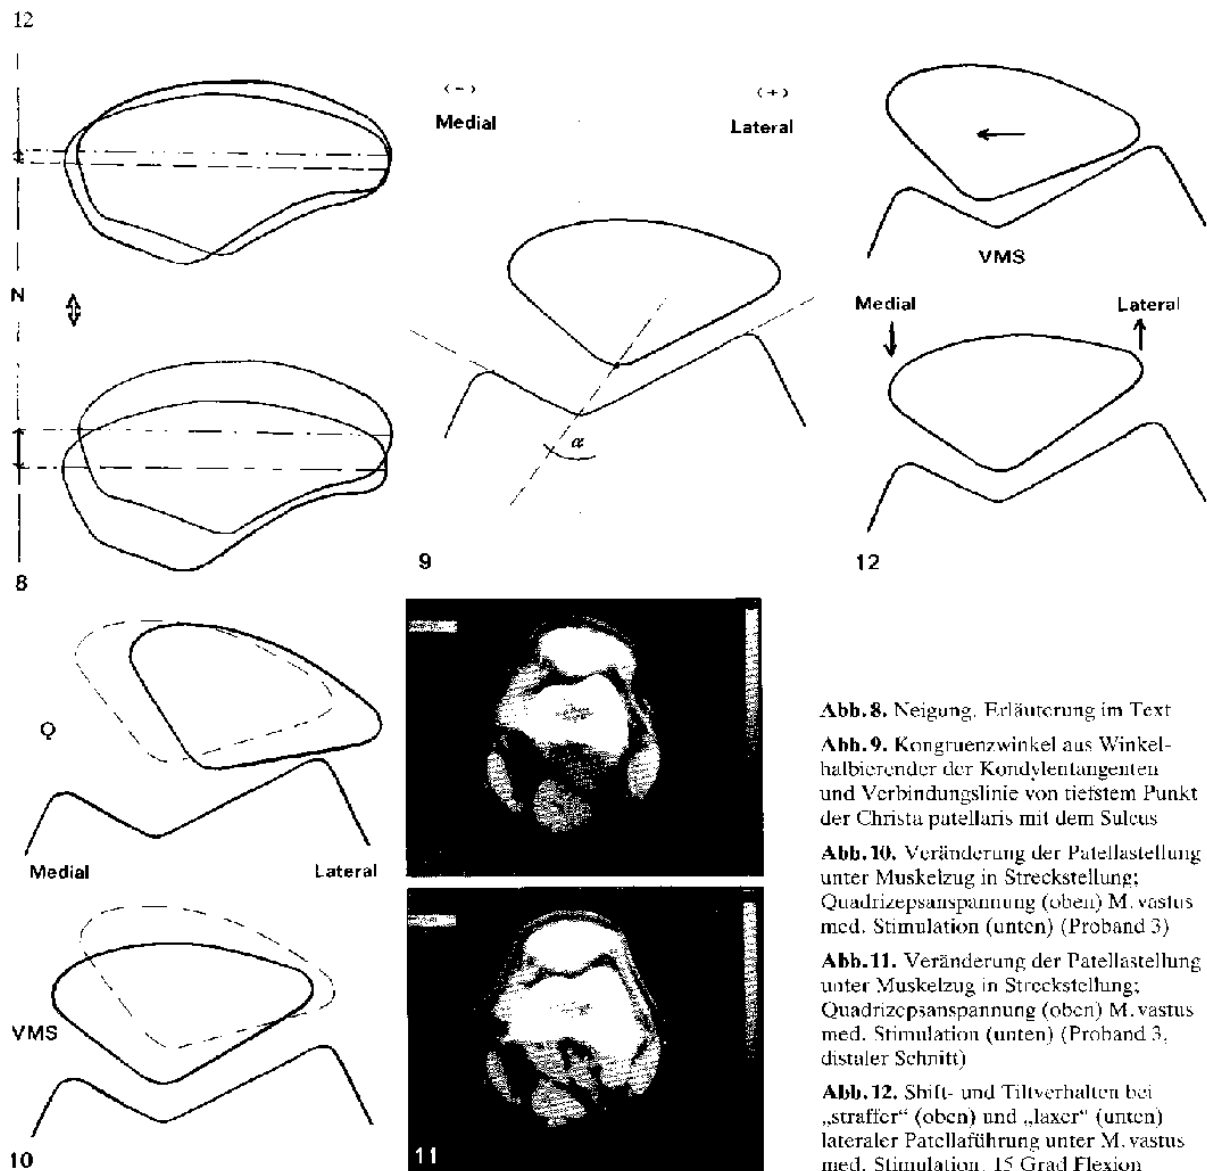 12
N
8
<->
Medial
<+>
Lateral
α
9
VMS
Medial
Lateral
12
Q
Medial
Lateral
VMS
10
11
Abb. 8. Neigung. Erläuterung im Text
Abb. 9. Kongruenzwinkel aus Winkel-
halbierender der Kondylentangenten
und Verbindungslinie von tiefstem Punkt
der Christa patellaris mit dem Sulcus
Abb. 10. Veränderung der Patellastellung
unter Muskelzug in Streckstellung;
Quadrizepsanspannung (oben) M. vastus
med. Stimulation (unten) (Proband 3)
Abb. 11. Veränderung der Patellastellung
unter Muskelzug in Streckstellung;
Quadrizepsanspannung (oben) M. vastus
med. Stimulation (unten) (Proband 3,
distaler Schnitt)
Abb. 12. Shift- und Tiltverhalten bei
„straffer“ (oben) und „laxer“ (unten)
lateraler Patellaführung unter M. vastus
med. Stimulation, 15 Grad Flexion